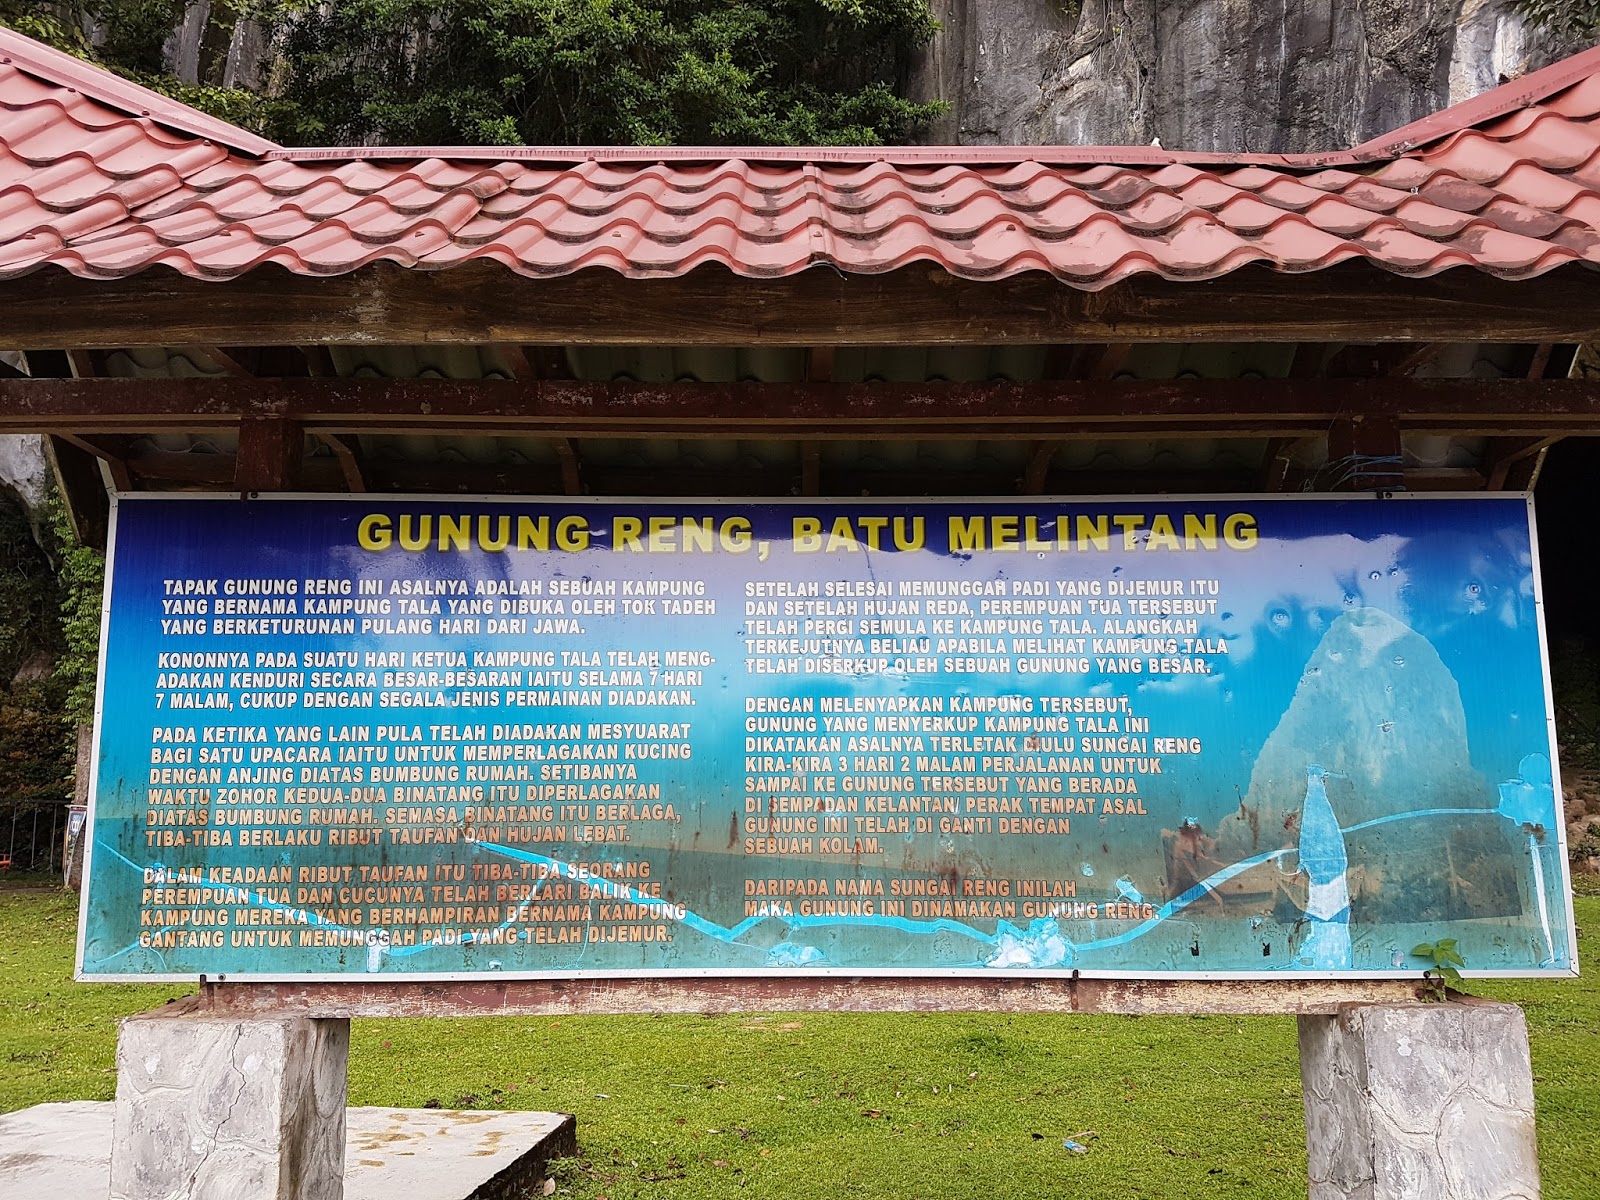 GUNUNG RENG, BATU MELINTANG
TAPAK GUNUNG RENG INI ASALNYA ADALAH SEBUAH KAMPUNG
YANG BERNAMA KAMPUNG TALA YANG DIBUKA OLEH TOK TADEH
YANG BERKETURUNAN PULANG HARI DARI JAWA.
KONONNYA PADA SUATU HARI KETUA KAMPUNG TALA TELAH MENG-
ADAKAN KENDURI SECARA BESAR-BESARAN IAITU SELAMA 7 HARI
7 MALAM, CUKUP DENGAN SEGALA JENIS PERMAINAN DIADAKAN.
PADA KETIKA YANG LAIN PULA TELAH DIADAKAN MESYUARAT
BAGI SATU UPACARA IAITU UNTUK MEMPERLAGAKAN KUCING
DENGAN ANJING DIATAS BUMBUNG RUMAH. SETIBANYA
WAKTU ZOHOR KEDUA-DUA BINATANG ITU DIPERLAGAKAN
DIATAS BUMBUNG RUMAH. SEMASA BINATANG ITU BERLAGA,
TIBA-TIBA BERLAKU RIBUT TAUFAN DAN HUJAN LEBAT.
DALAM KEADAAN RIBUT TAUFAN ITU TIBA-TIBA SEORANG
PEREMPUAN TUA DAN CUCUNYA TELAH BERLARI BALIK KE
KAMPUNG MEREKA YANG BERHAMPIRAN BERNAMA KAMPUNG
GANTANG UNTUK MEMUNGGAH PADI YANG TELAH DIJEMUR.
SETELAH SELESAI MEMUNGGAH PADI YANG DIJEMUR ITU
DAN SETELAH HUJAN REDA, PEREMPUAN TUA TERSEBUT
TELAH PERGI SEMULA KE KAMPUNG TALA. ALANGKAH
TERKEJUTNYA BELIAU APABILA MELIHAT KAMPUNG TALA
TELAH DISERKUP OLEH SEBUAH GUNUNG YANG BESAR.
DENGAN MELENYAPKAN KAMPUNG TERSEBUT,
GUNUNG YANG MENYERKUP KAMPUNG TALA INI
DIKATAKAN ASALNYA TERLETAK DIHULU SUNGAI RENG
KIRA-KIRA 3 HARI 2 MALAM PERJALANAN UNTUK
SAMPAI KE GUNUNG TERSEBUT YANG BERADA
DI SEMPADAN KELANTAN/ PERAK TEMPAT ASAL
GUNUNG INI TELAH DI GANTI DENGAN
SEBUAH KOLAM.
DARIPADA NAMA SUNGAI RENG INILAH
MAKA GUNUNG INI DINAMAKAN GUNUNG RENG.